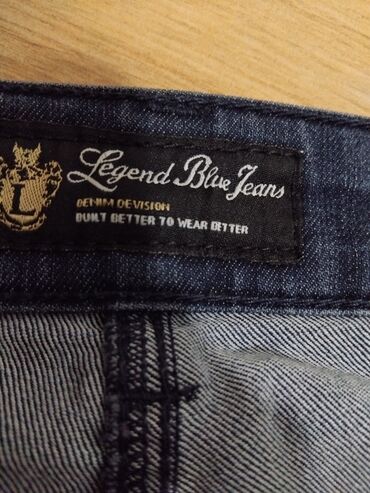 L
Legend Blue Jeans
DENIM DEVISION
BUILT BETTER TO WEAR BETTER